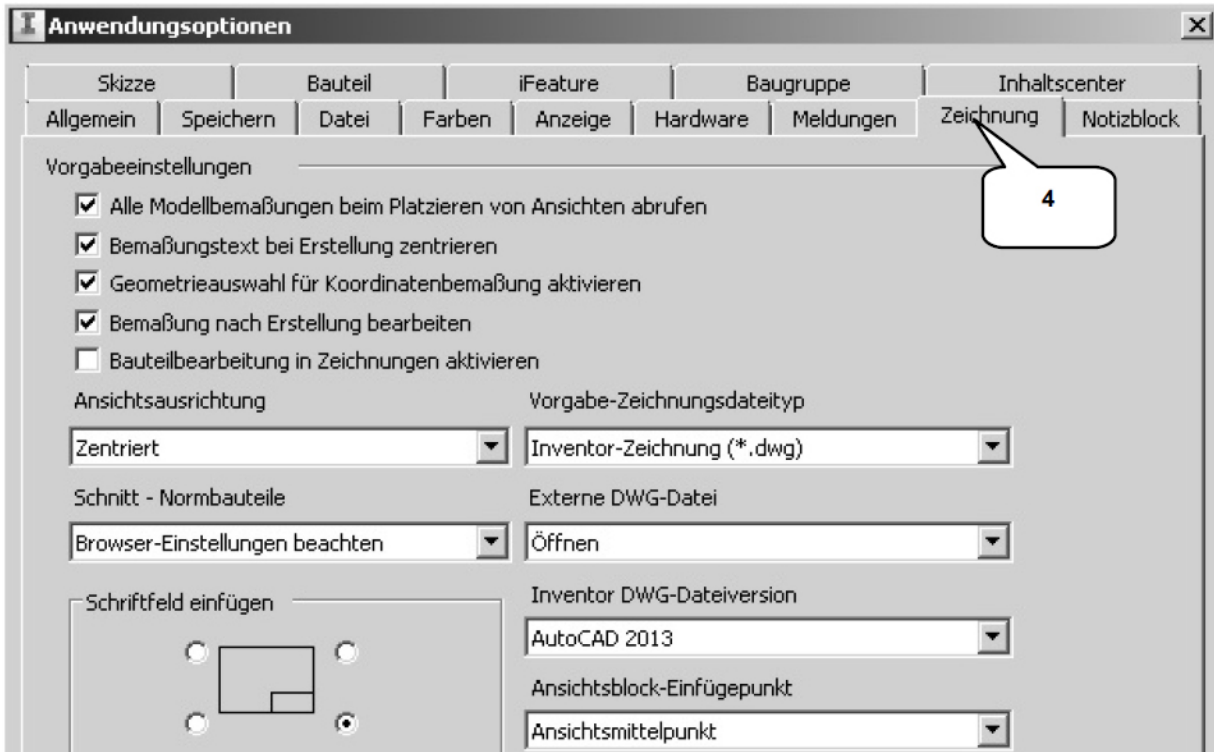 Anwendungsoptionen
Skizze Bauteil iFeature Baugruppe Inhaltscenter
Allgemein Speichern Datei Farben Anzeige Hardware Meldungen Zeichnung Notizblock
Vorgabeeinstellungen
4
Alle Modellbemaßungen beim Platzieren von Ansichten abrufen
Bemaßungstext bei Erstellung zentrieren
Geometrieauswahl für Koordinatenbemaßung aktivieren
Bemaßung nach Erstellung bearbeiten
Bauteilbearbeitung in Zeichnungen aktivieren
Ansichtsausrichtung Vorgabe-Zeichnungsdateityp
Zentriert Inventor-Zeichnung (*.dwg)
Schnitt - Normbauteile Externe DWG-Datei
Browser-Einstellungen beachten Öffnen
Schriftfeld einfügen Inventor DWG-Dateiversion
AutoCAD 2013
Ansichtsblock-Einfügepunkt
Ansichtsmittelpunkt